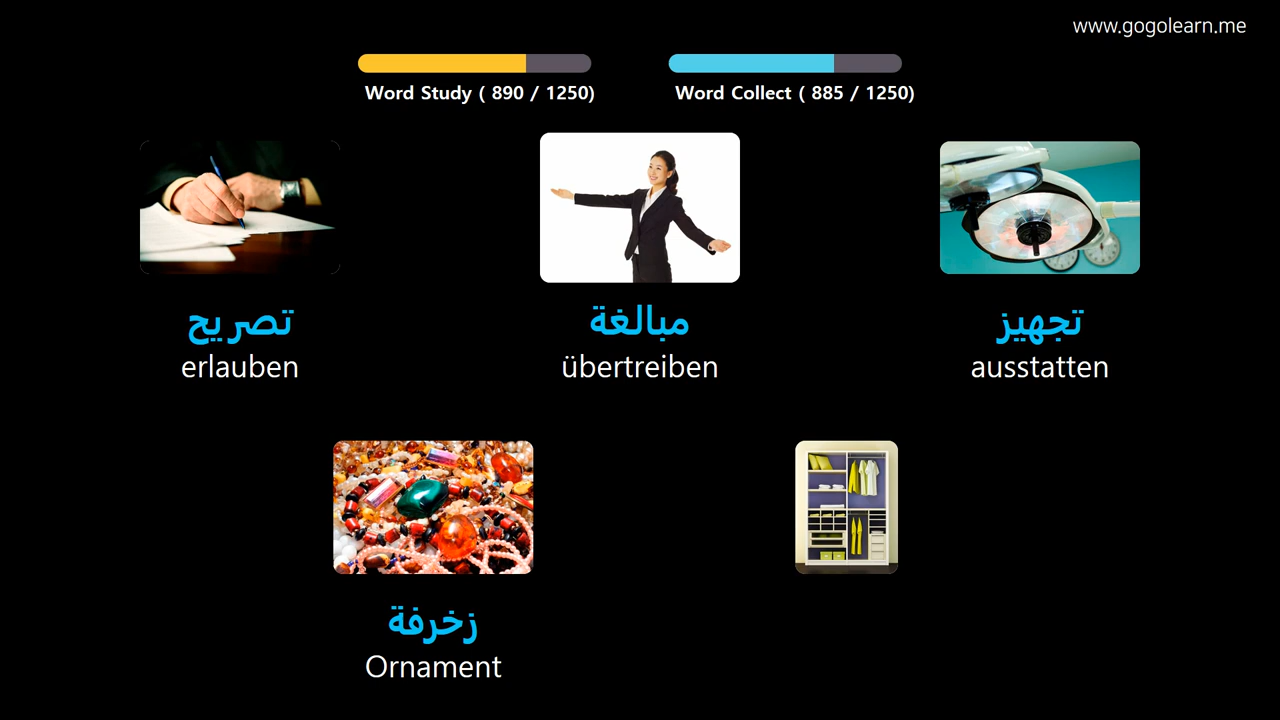 www.gogolearn.me
Word Study ( 890 / 1250)
Word Collect ( 885 / 1250)
تصريح
erlauben
مبالغة
übertreiben
تجهيز
ausstatten
زخرفة
Ornament